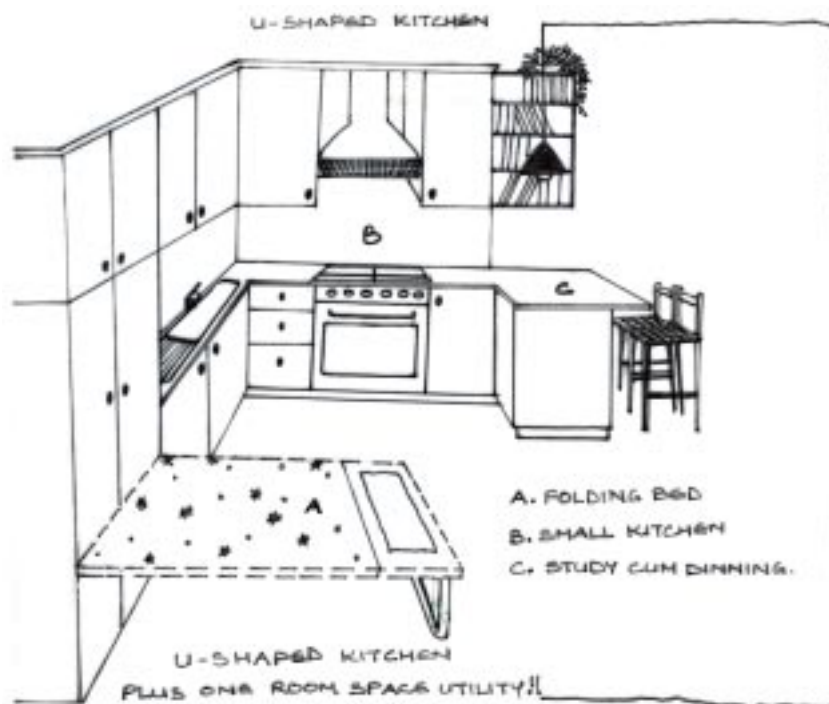 U-SHAPED KITCHEN
B
C
A
A. FOLDING BED
B. SMALL KITCHEN
C. STUDY CUM DINNING.
U-SHAPED KITCHEN
PLUS ONE ROOM SPACE UTILITY!!